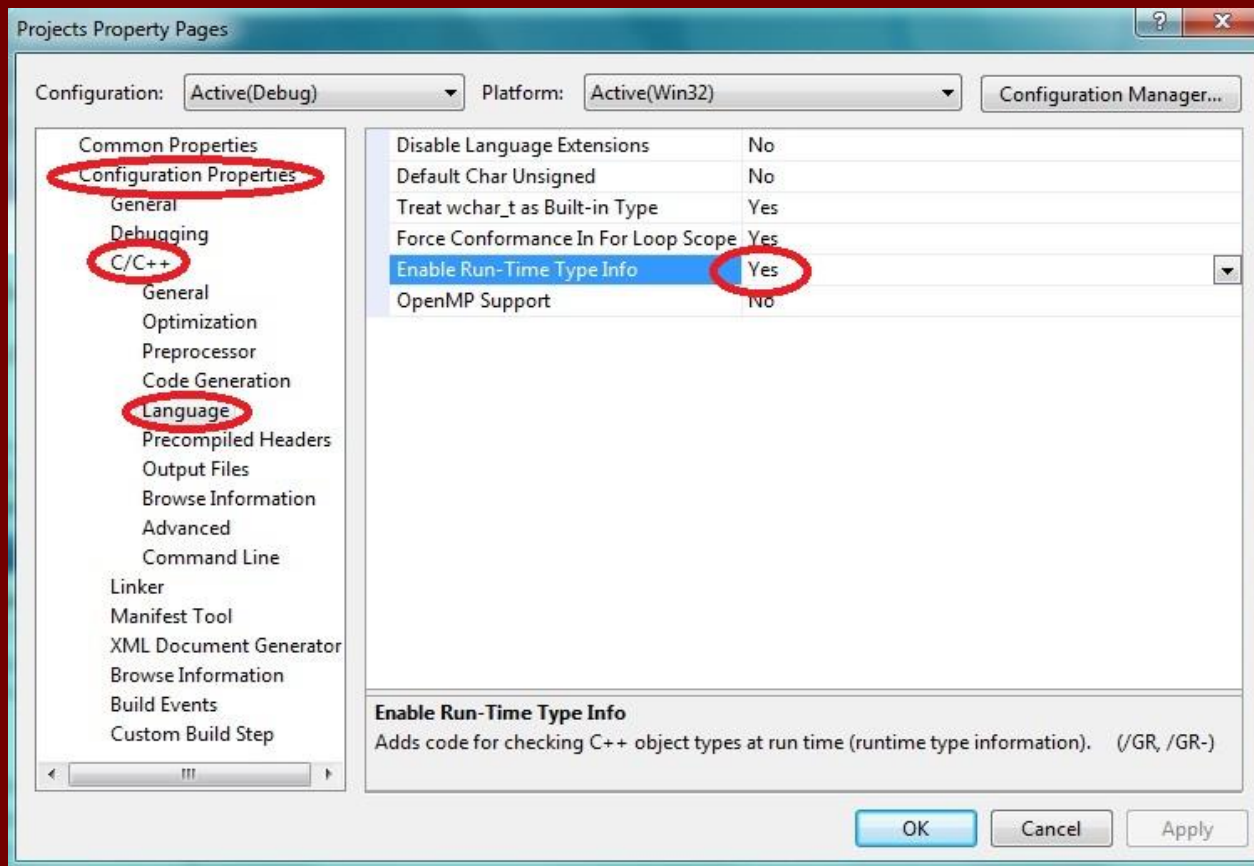 Projects Property Pages
?
X
Configuration: Active(Debug) Platform: Active(Win32) Configuration Manager...
Common Properties
Configuration Properties
General
Debugging
C/C++
General
Optimization
Preprocessor
Code Generation
Language
Precompiled Headers
Output Files
Browse Information
Advanced
Command Line
Linker
Manifest Tool
XML Document Generator
Browse Information
Build Events
Custom Build Step
Disable Language Extensions No
Default Char Unsigned No
Treat wchar_t as Built-in Type Yes
Force Conformance In For Loop Scope Yes
Enable Run-Time Type Info Yes
OpenMP Support No
Enable Run-Time Type Info
Adds code for checking C++ object types at run time (runtime type information). (/GR, /GR-)
OK Cancel Apply